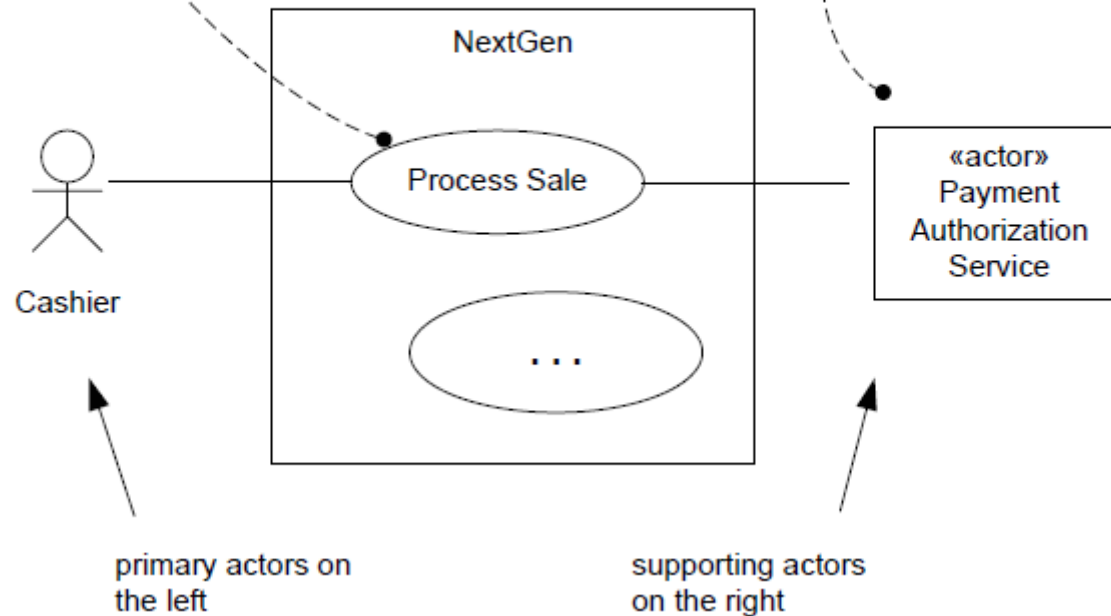 NextGen
Process Sale
«actor»
Payment
Authorization
Service
Cashier
. . .
primary actors on
the left
supporting actors
on the right